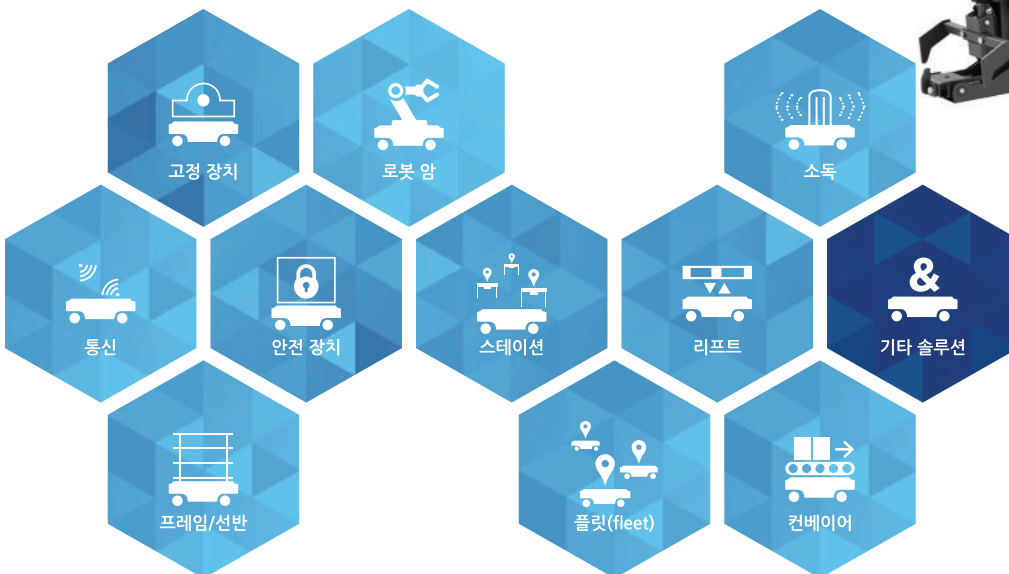 고정 장치
로봇 암
소독
통신
안전 장치
스테이션
리프트
&
기타 솔루션
프레임/선반
플릿(fleet)
컨베이어